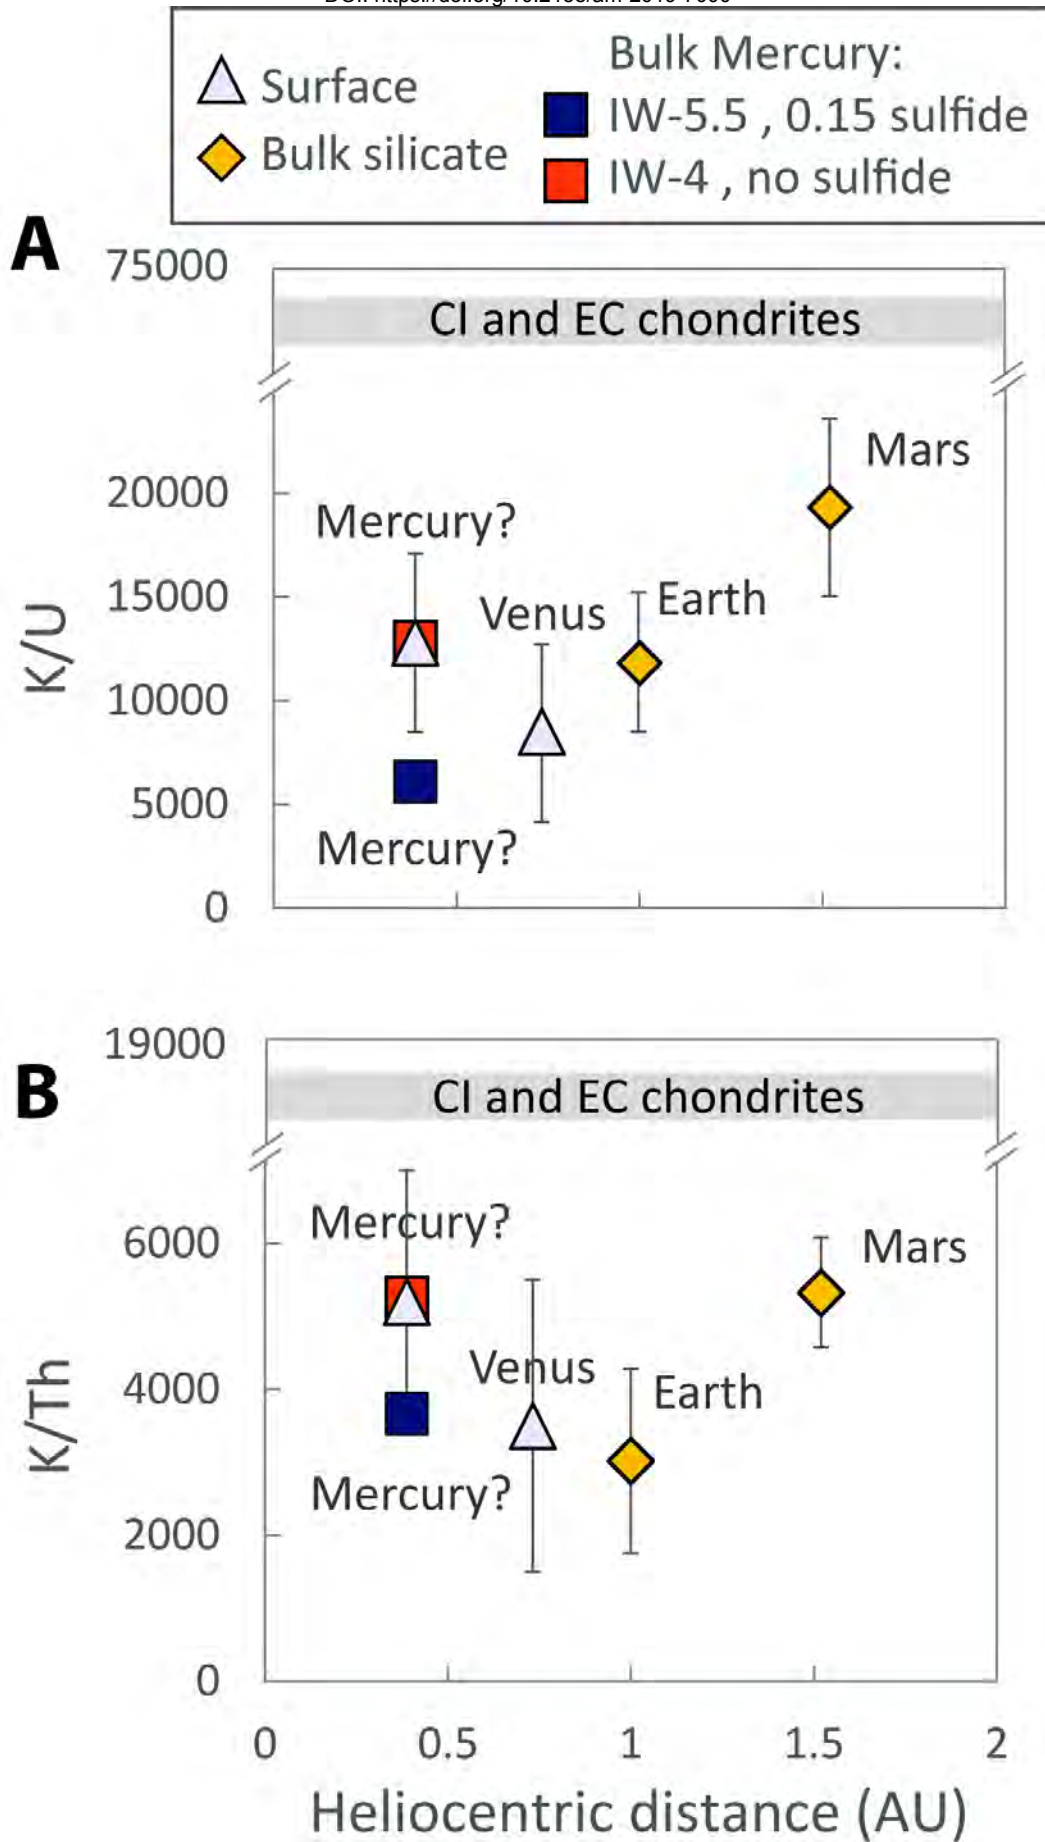 Surface
Bulk silicate
Bulk Mercury:
IW-5.5 , 0.15 sulfide
IW-4 , no sulfide
A
75000
CI and EC chondrites
20000
15000
10000
5000
0
K/U
Mercury?
Venus
Earth
Mars
Mercury?
B
19000
CI and EC chondrites
6000
4000
2000
0
K/Th
Mercury?
Venus
Earth
Mars
Mercury?
0 0.5 1 1.5 2
Heliocentric distance (AU)